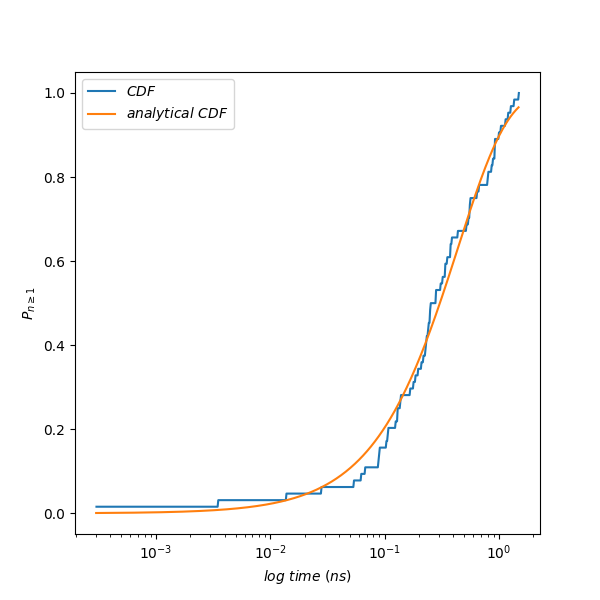 CDF
analytical CDF
1.0
0.8
0.6
0.4
0.2
0.0
P_{n≥1}
10^{-3}
10^{-2}
10^{-1}
10^{0}
log time (ns)